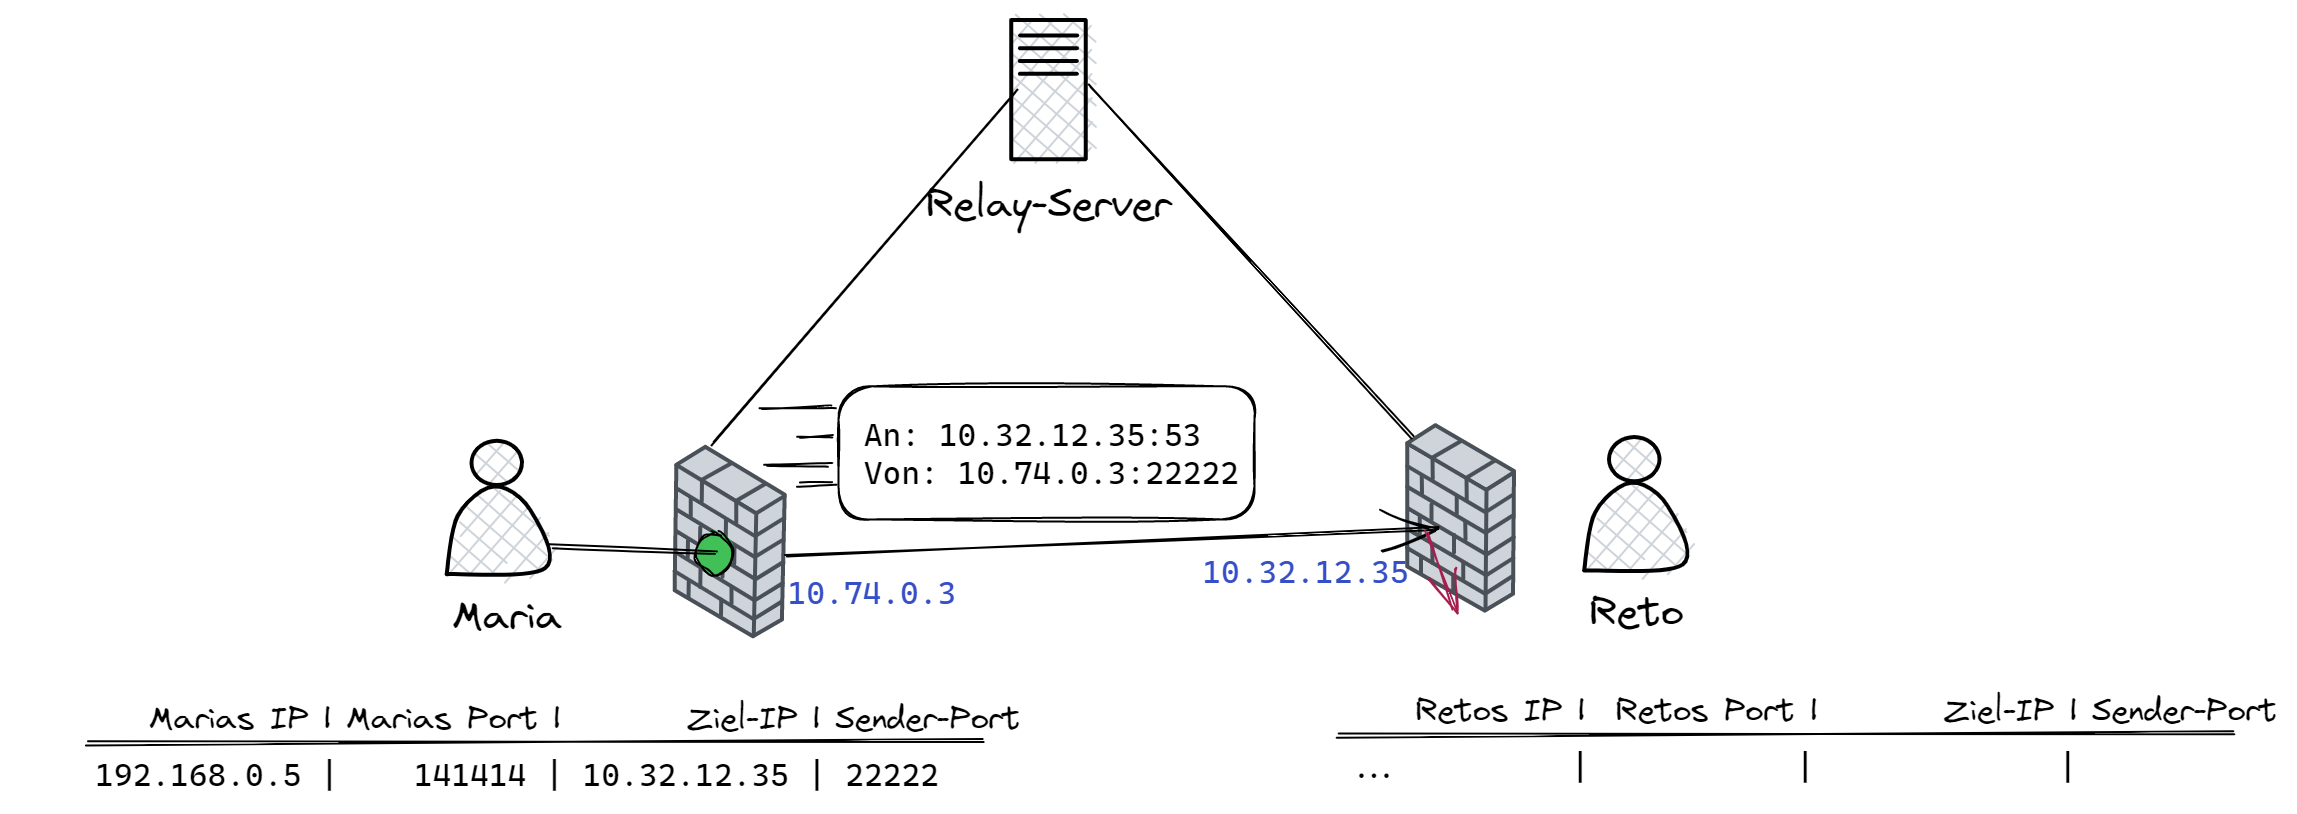 Relay-Server
An: 10.32.12.35:53
Von: 10.74.0.3:22222
10.74.0.3
10.32.12.35
Maria
Reto
Marias IP | Marias Port | Ziel-IP | Sender-Port
192.168.0.5 | 141414 | 10.32.12.35 | 22222
Retos IP | Retos Port | Ziel-IP | Sender-Port
... | | |